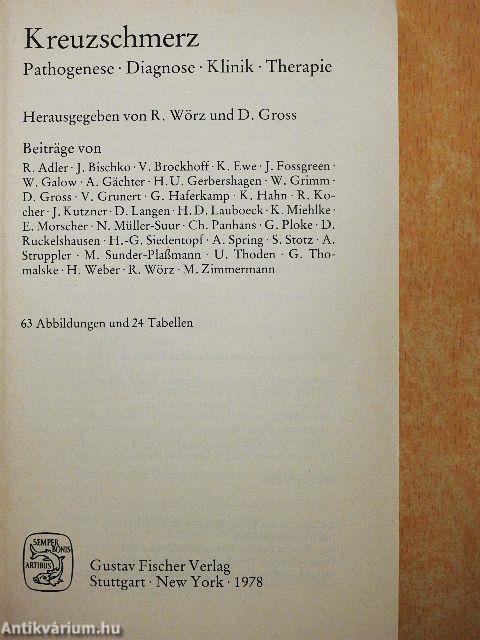 Kreuzschmerz
Pathogenese · Diagnose · Klinik · Therapie
Herausgegeben von R. Wörz und D. Gross
Beiträge von
R. Adler · J. Bischko · V. Brockhoff · K. Ewe · J. Fossgreen ·
W. Galow · A. Gächter · H. U. Gerbershagen · W. Grimm ·
D. Gross · V. Grunert · G. Haferkamp · K. Hahn · R. Ko-
cher · J. Kutzner · D. Langen · H. D. Lauboeck · K. Miehlke ·
E. Morscher · N. Müller-Suur · Ch. Panhans · G. Ploke · D.
Ruckelshausen · H.-G. Siedentopf · A. Spring · S. Stotz · A.
Struppler · M. Sunder-Plaßmann · U. Thoden · G. Tho-
malske · H. Weber · R. Wörz · M. Zimmermann
63 Abbildungen und 24 Tabellen
SEMPER
BONIS
ARTIBUS
Gustav Fischer Verlag
Stuttgart · New York · 1978
Antikvárium.hu